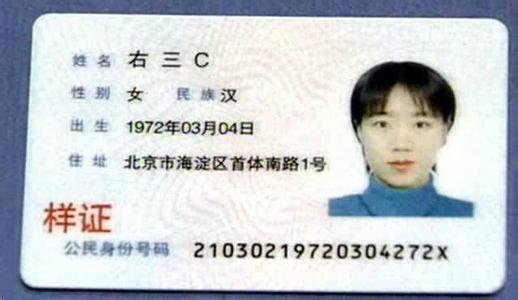 姓名 右三C
性别 女 民族汉
出生 1972年03月04日
住址 北京市海淀区首体南路1号
样证
公民身份号码 21030219720304272X